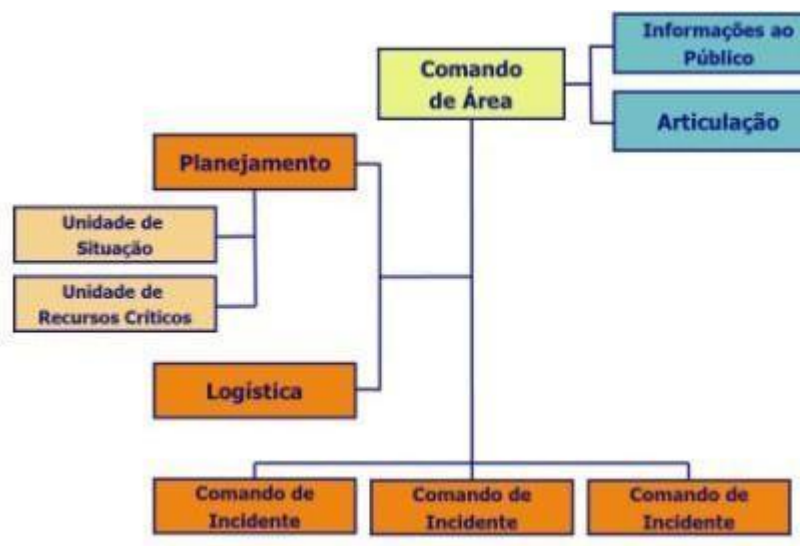 Informações ao
Público
Comando
de Área
Articulação
Planejamento
Unidade de
Situação
Unidade de
Recursos Críticos
Logística
Comando de
Incidente
Comando de
Incidente
Comando de
Incidente